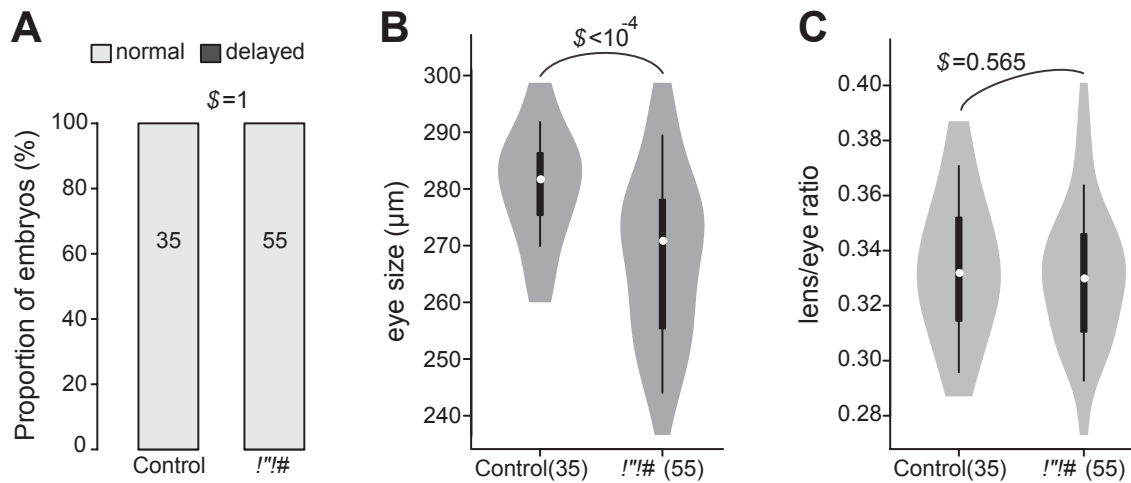 A
normal delayed
$=1
Proportion of embryos (%)
100
80
60
40
20
0
35
55
Control
!"!#
B
$<10-4
eye size (µm)
300
290
280
270
260
250
240
Control(35)
!"!# (55)
C
$=0.565
lens/eye ratio
0.40
0.38
0.36
0.34
0.32
0.30
0.28
Control(35)
!"!# (55)